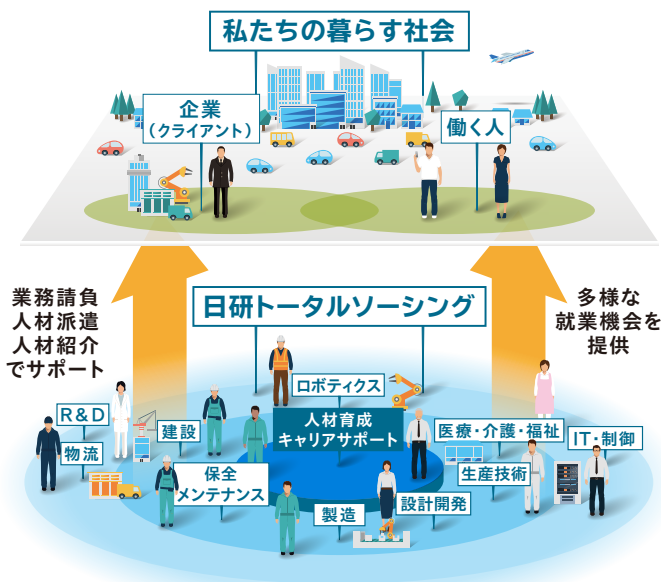 私たちの暮らす社会
企業
（クライアント）
働く人
業務請負
人材派遣
人材紹介
でサポート
日研トータルソーシング
多様な
就業機会を
提供
ロボティクス
R&D
建設
人材育成
キャリアサポート
医療・介護・福祉
IT・制御
物流
保全
メンテナンス
生産技術
設計開発
製造